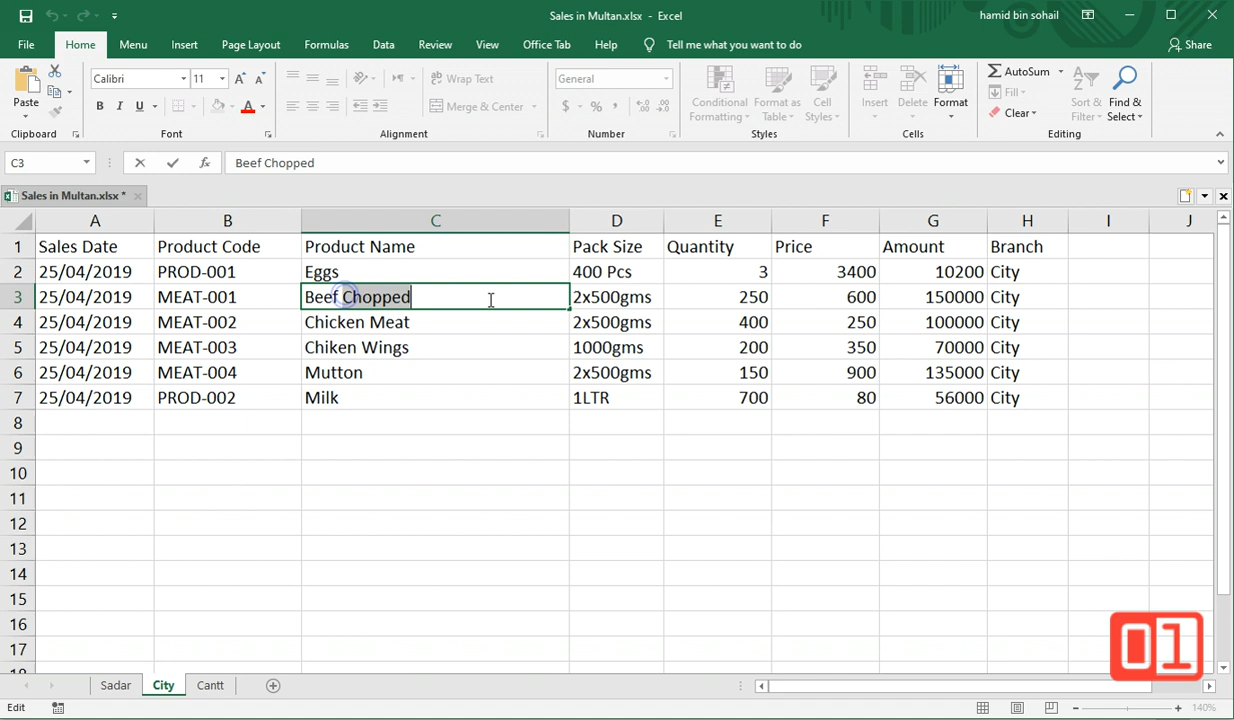 Sales in Multan.xlsx - Excel
hamid bin sohail
File Home Menu Insert Page Layout Formulas Data Review View Office Tab Help Tell me what you want to do Share
Paste
Calibri 11 A A
Wrap Text
General
Conditional Formatting
Format as Table
Cell Styles
Insert Delete Format
AutoSum
Fill
Clear
Sort & Filter
Find & Select
B I U A
Merge & Center
$ % ,
Clipboard Font Alignment Number Styles Cells Editing
C3 fx Beef Chopped
Sales in Multan.xlsx *
A B C D E F G H I J
1 Sales Date Product Code Product Name Pack Size Quantity Price Amount Branch
2 25/04/2019 PROD-001 Eggs 400 Pcs 3 3400 10200 City
3 25/04/2019 MEAT-001 Beef Chopped 2x500gms 250 600 150000 City
4 25/04/2019 MEAT-002 Chicken Meat 2x500gms 400 250 100000 City
5 25/04/2019 MEAT-003 Chiken Wings 1000gms 200 350 70000 City
6 25/04/2019 MEAT-004 Mutton 2x500gms 150 900 135000 City
7 25/04/2019 PROD-002 Milk 1LTR 700 80 56000 City
8
9
10
11
12
13
14
15
16
17
18
01
Sadar City Cantt
Edit 140%